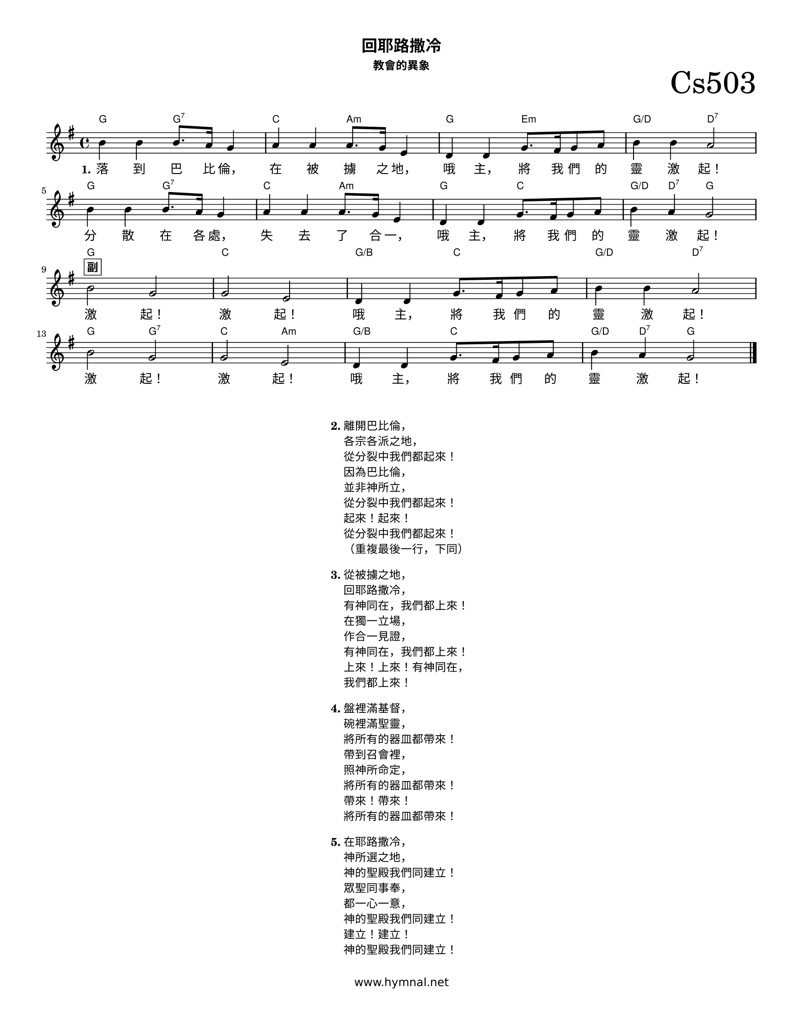 回耶路撒冷
教會的異象
Cs503
G G7 C Am G Em G/D D7
1. 落 到 巴 比倫， 在 被 擄 之地， 哦 主， 將 我們 的 靈 激 起！
5 G G7 C Am G C G/D D7 G
分 散 在 各處， 失 去 了 合一， 哦 主， 將 我們 的 靈 激 起！
9 G C G/B C G/D D7
副
激 起！ 激 起！ 哦 主， 將 我 們 的 靈 激 起！
13 G G7 C Am G/B C G/D D7 G
激 起！ 激 起！ 哦 主， 將 我 們 的 靈 激 起！
2. 離開巴比倫，
各宗各派之地，
從分裂中我們都起來！
因為巴比倫，
並非神所立，
從分裂中我們都起來！
起來！起來！
從分裂中我們都起來！
（重複最後一行，下同）
3. 從被擄之地，
回耶路撒冷，
有神同在，我們都上來！
在獨一立場，
作合一見證，
有神同在，我們都上來！
上來！上來！有神同在，
我們都上來！
4. 盤裡滿基督，
碗裡滿聖靈，
將所有的器皿都帶來！
帶到召會裡，
照神所命定，
將所有的器皿都帶來！
帶來！帶來！
將所有的器皿都帶來！
5. 在耶路撒冷，
神所選之地，
神的聖殿我們同建立！
眾聖同事奉，
都一心一意，
神的聖殿我們同建立！
建立！建立！
神的聖殿我們同建立！
www.hymnal.net